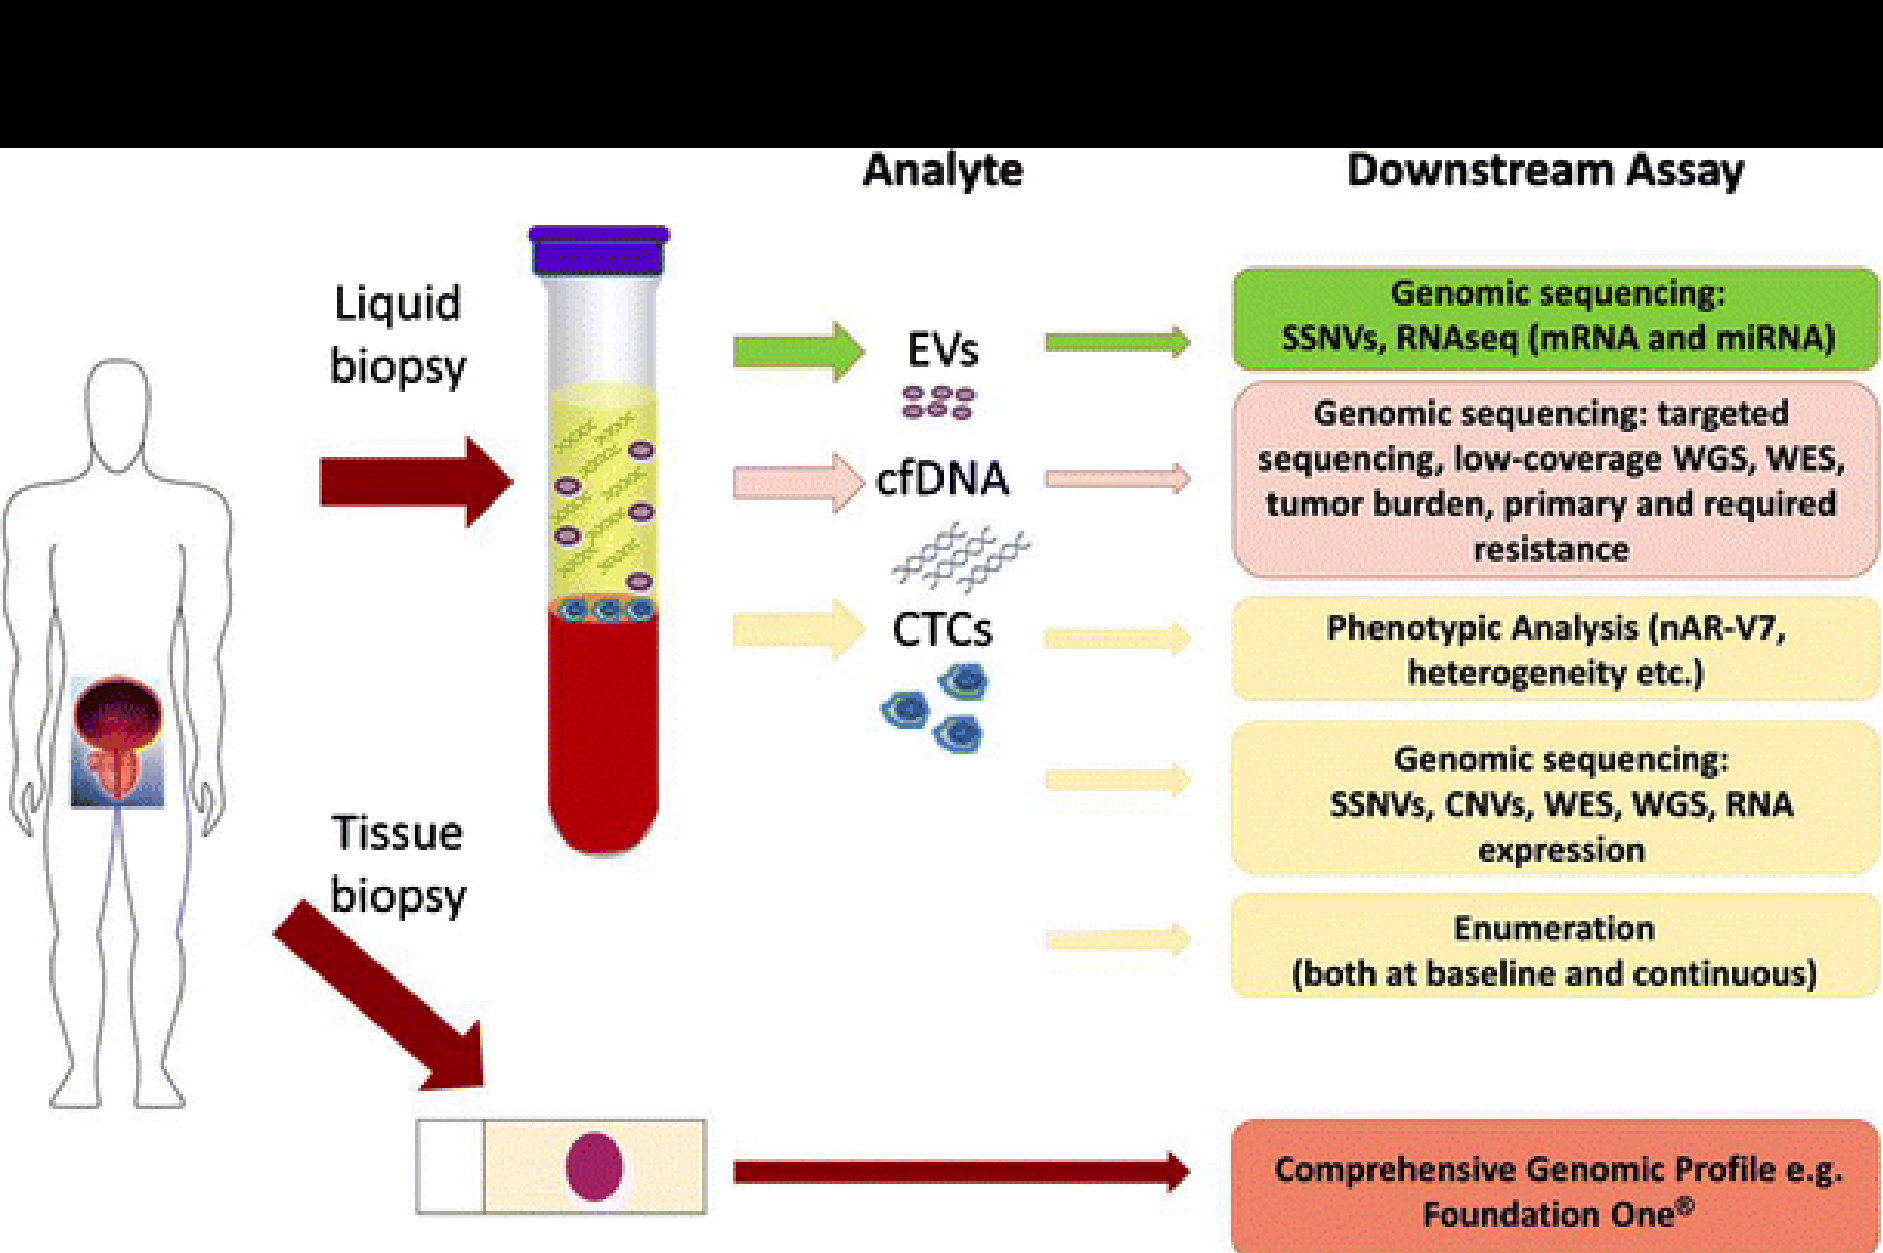 Analyte
Downstream Assay
Liquid
biopsy
EVs
Genomic sequencing:
SSNVs, RNAseq (mRNA and miRNA)
cfDNA
Genomic sequencing: targeted
sequencing, low-coverage WGS, WES,
tumor burden, primary and required
resistance
CTCs
Phenotypic Analysis (nAR-V7,
heterogeneity etc.)
Genomic sequencing:
SSNVs, CNVs, WES, WGS, RNA
expression
Enumeration
(both at baseline and continuous)
Tissue
biopsy
Comprehensive Genomic Profile e.g.
Foundation One®